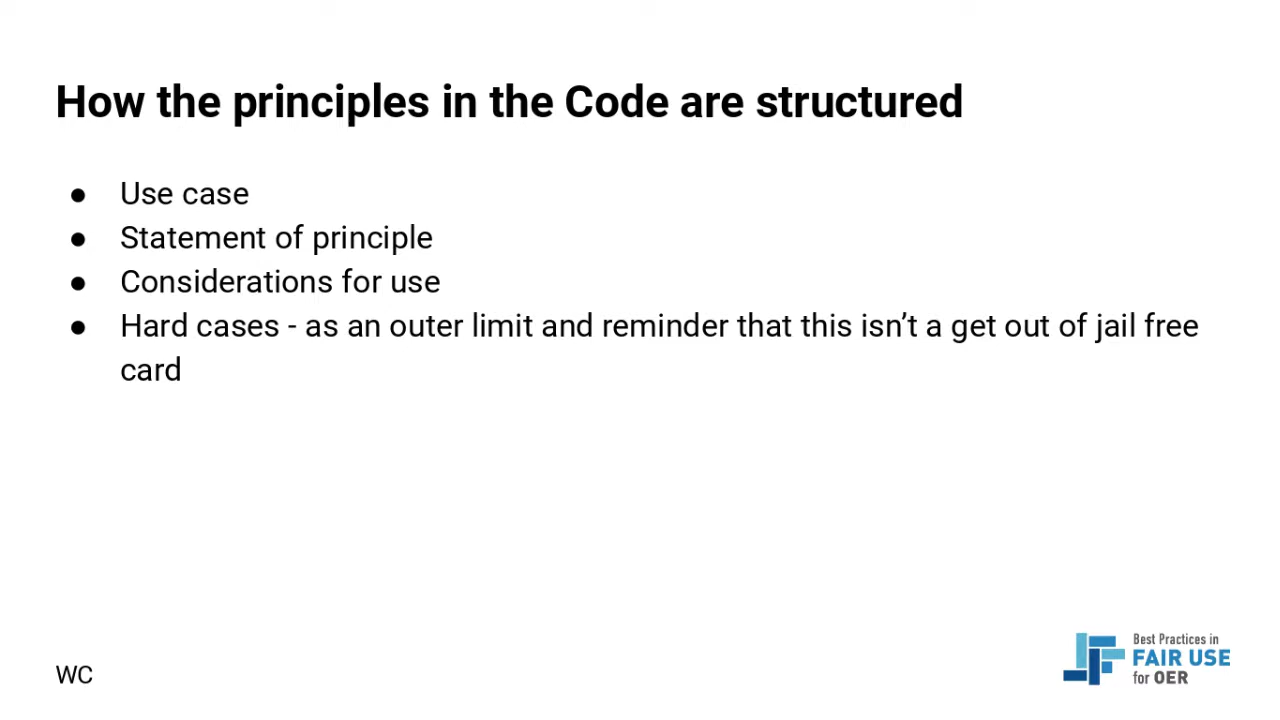 How the principles in the Code are structured
● Use case
● Statement of principle
● Considerations for use
● Hard cases - as an outer limit and reminder that this isn’t a get out of jail free
card
WC
Best Practices in
FAIR USE
for OER